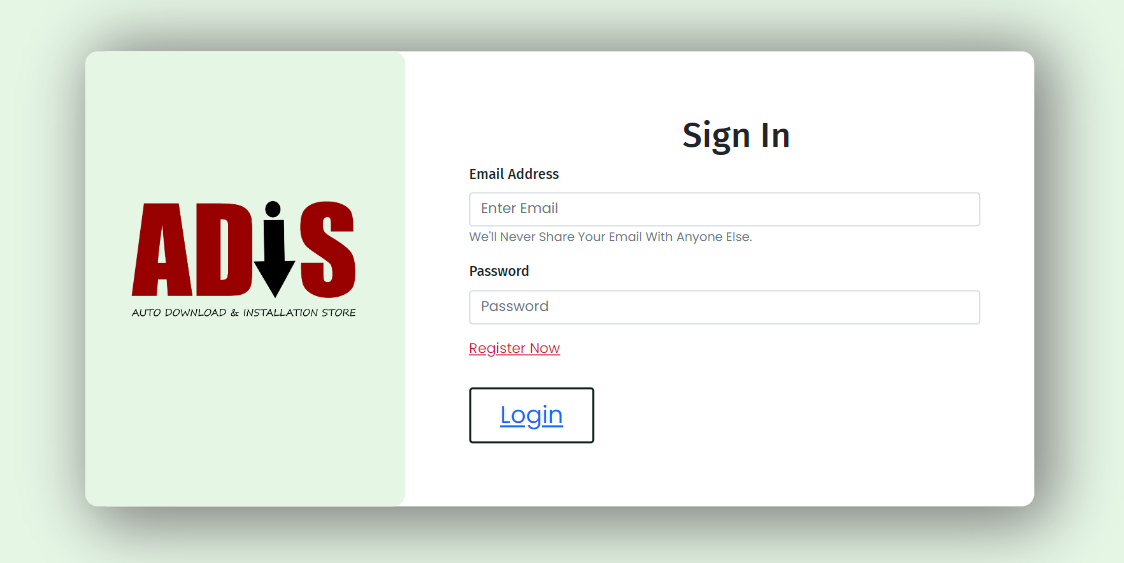 ADiS
AUTO DOWNLOAD & INSTALLATION STORE
Sign In
Email Address
Enter Email
We'll Never Share Your Email With Anyone Else.
Password
Password
Register Now
Login